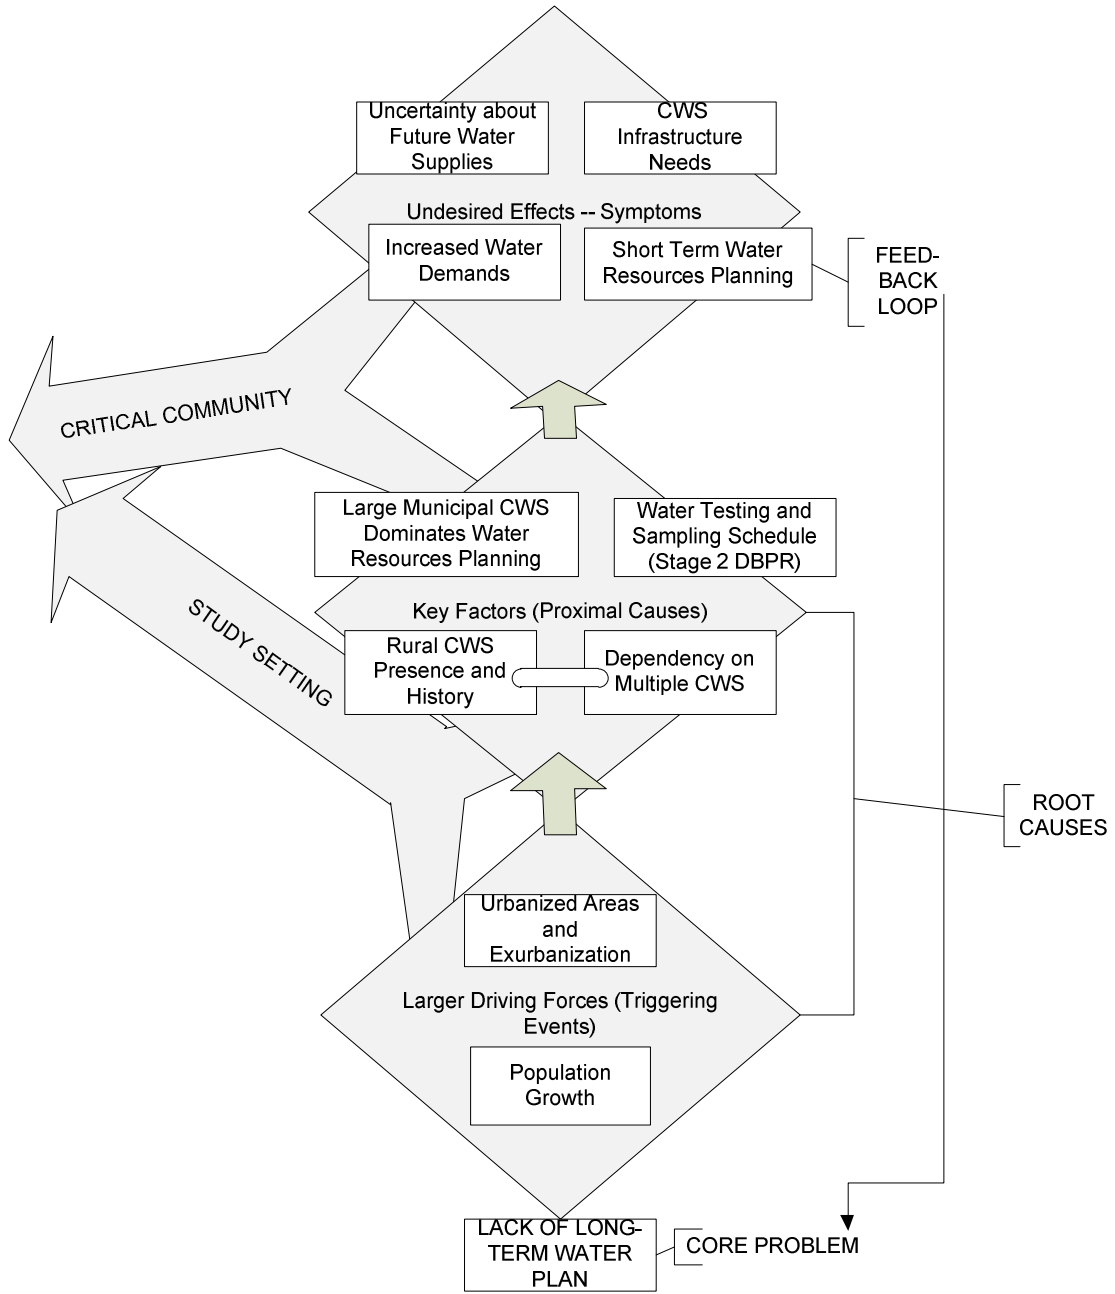 Uncertainty about
Future Water
Supplies
CWS
Infrastructure
Needs
Undesired Effects -- Symptoms
Increased Water
Demands
Short Term Water
Resources Planning
FEED-
BACK
LOOP
CRITICAL COMMUNITY
Large Municipal CWS
Dominates Water
Resources Planning
Water Testing and
Sampling Schedule
(Stage 2 DBPR)
Key Factors (Proximal Causes)
STUDY SETTING
Rural CWS
Presence and
History
Dependency on
Multiple CWS
ROOT
CAUSES
Urbanized Areas
and
Exurbanization
Larger Driving Forces (Triggering
Events)
Population
Growth
LACK OF LONG-
TERM WATER
PLAN
CORE PROBLEM